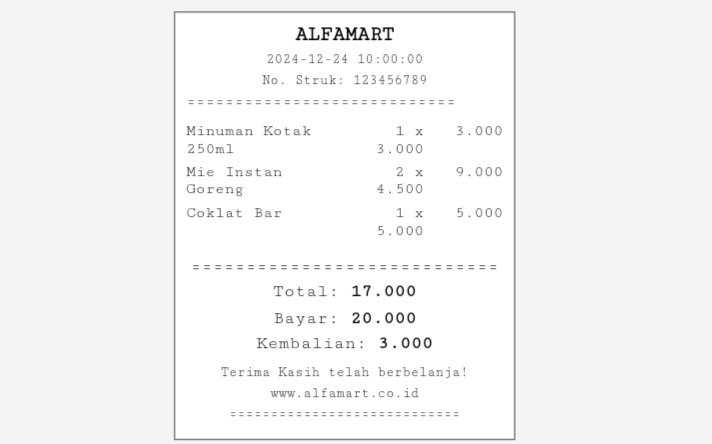 ALFAMART
2024-12-24 10:00:00
No. Struk: 123456789
============================
Minuman Kotak 1 x 3.000
250ml 3.000
Mie Instan 2 x 9.000
Goreng 4.500
Coklat Bar 1 x 5.000
5.000
============================
Total: 17.000
Bayar: 20.000
Kembalian: 3.000
Terima Kasih telah berbelanja!
www.alfamart.co.id
============================